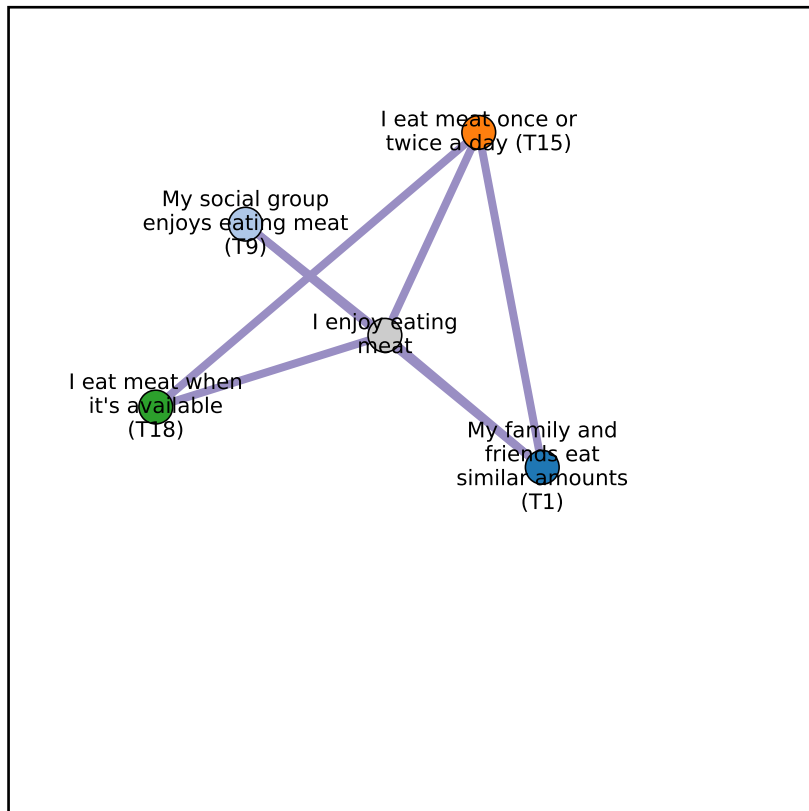 I eat meat once or
twice a day (T15)
My social group
enjoys eating meat
(T9)
I enjoy eating
meat
I eat meat when
it's available
(T18)
My family and
friends eat
similar amounts
(T1)